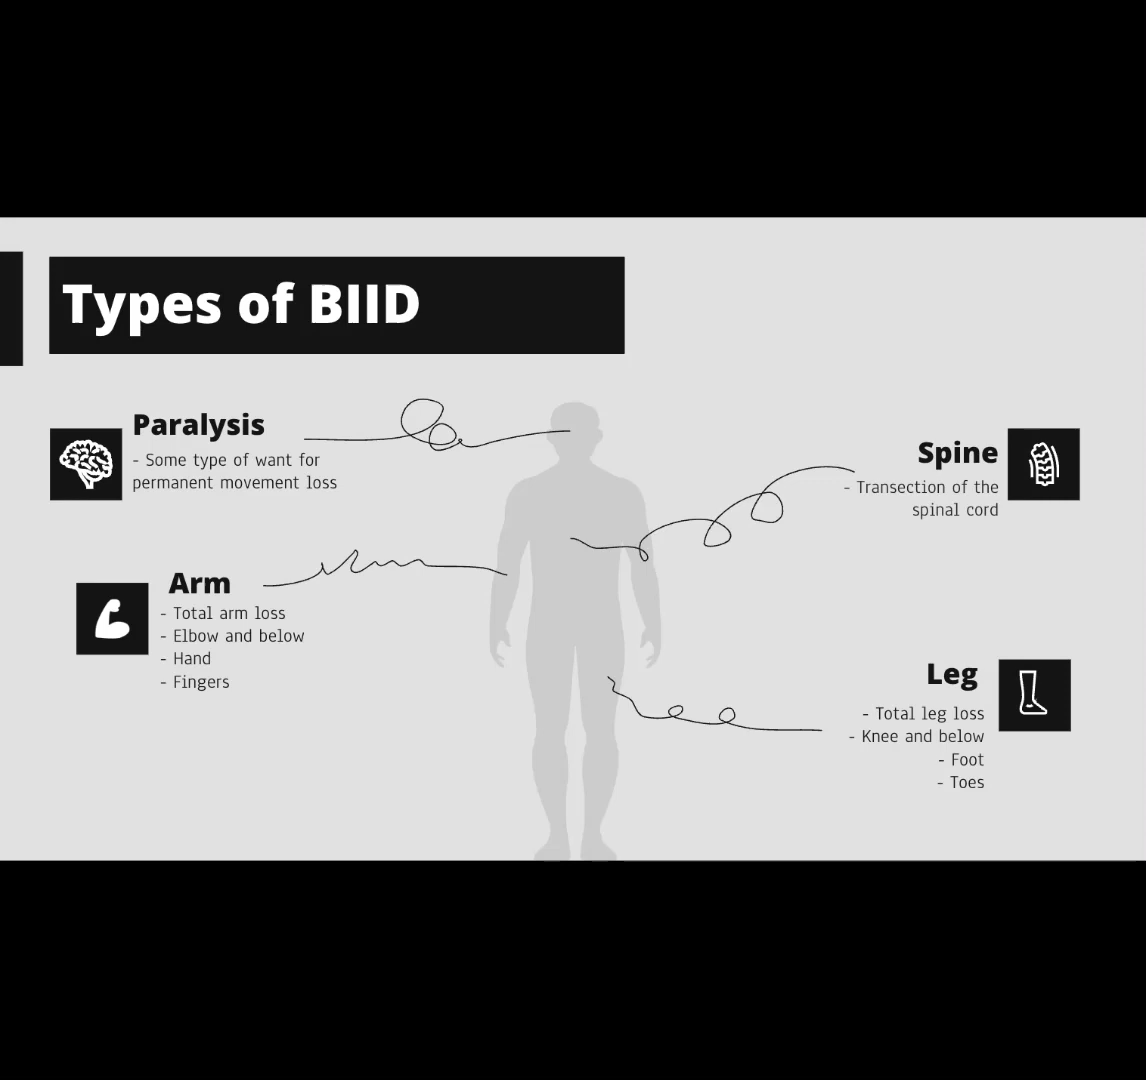 Types of BIID
Paralysis
- Some type of want for
permanent movement loss
Spine
- Transection of the
spinal cord
Arm
- Total arm loss
- Elbow and below
- Hand
- Fingers
Leg
- Total leg loss
- Knee and below
- Foot
- Toes